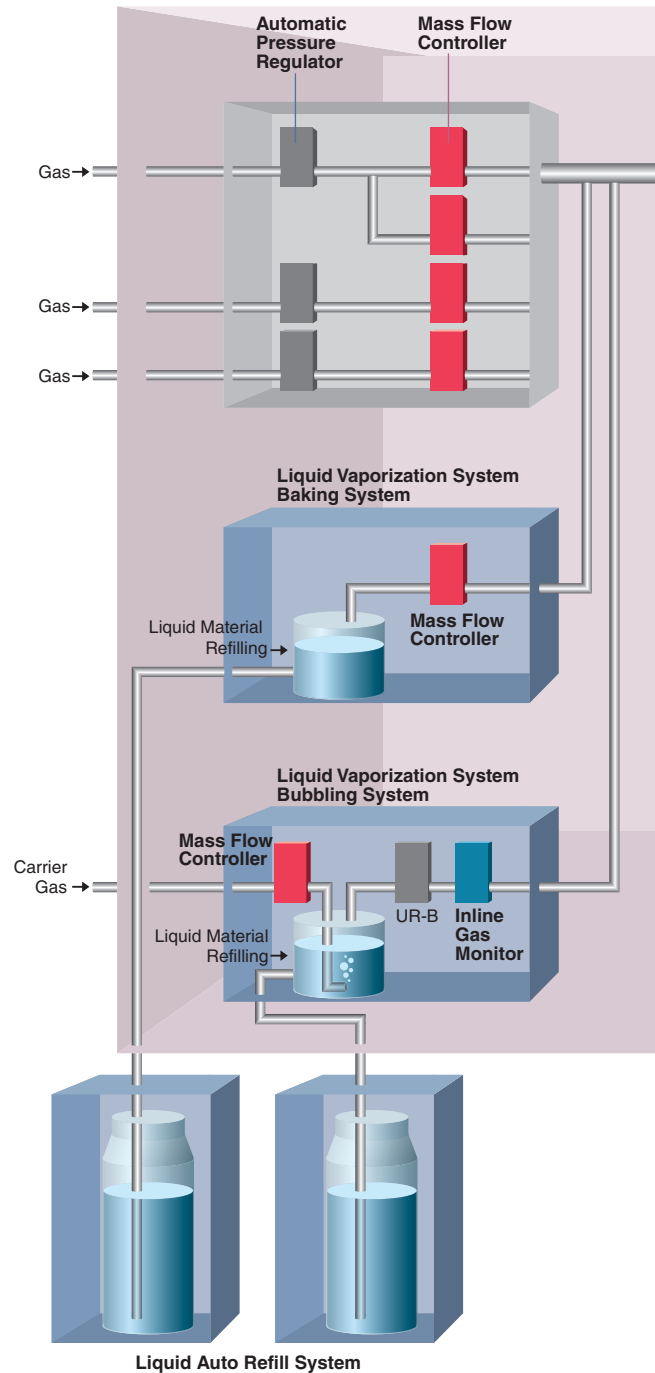 Automatic
Pressure
Regulator
Mass Flow
Controller
Gas
Gas
Gas
Liquid Vaporization System
Baking System
Mass Flow
Controller
Liquid Material
Refilling
Liquid Vaporization System
Bubbling System
Mass Flow
Controller
Carrier
Gas
UR-B
Inline
Gas
Monitor
Liquid Material
Refilling
Liquid Auto Refill System